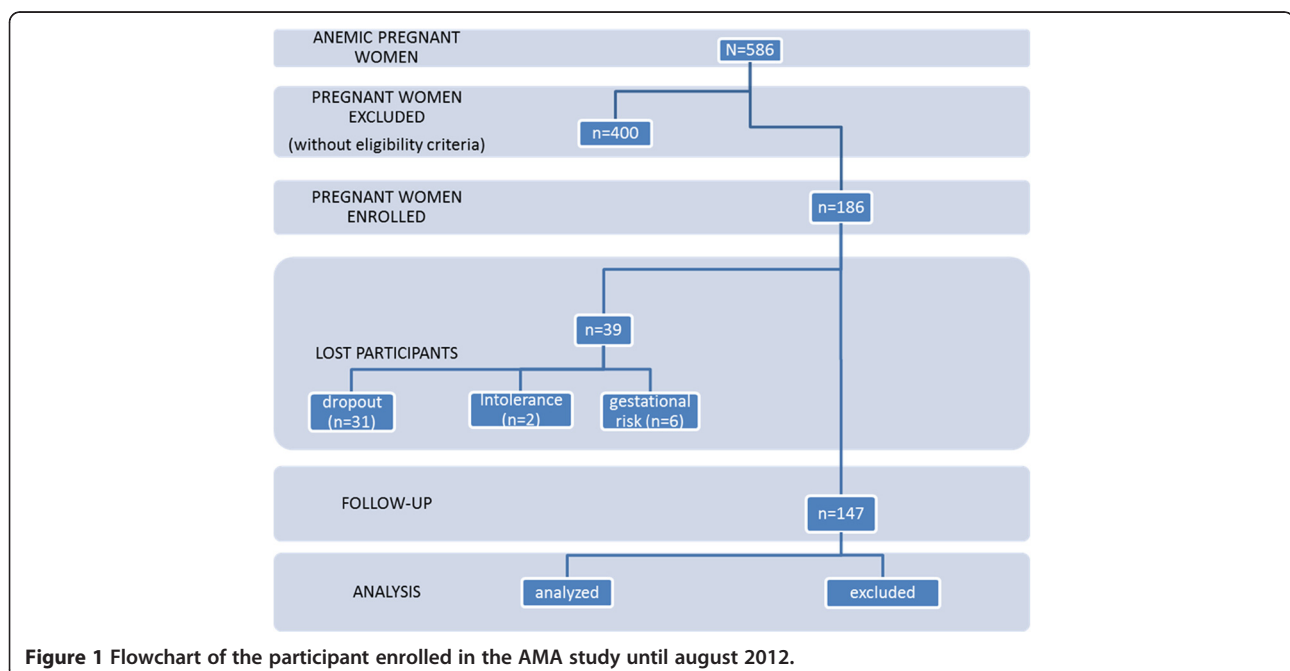 ANEMIC PREGNANT
WOMEN
N=586
PREGNANT WOMEN
EXCLUDED
(without eligibility criteria)
n=400
PREGNANT WOMEN
ENROLLED
n=186
n=39
LOST PARTICIPANTS
dropout
(n=31)
Intolerance
(n=2)
gestational
risk (n=6)
FOLLOW-UP
n=147
ANALYSIS
analyzed
excluded
Figure 1 Flowchart of the participant enrolled in the AMA study until august 2012.